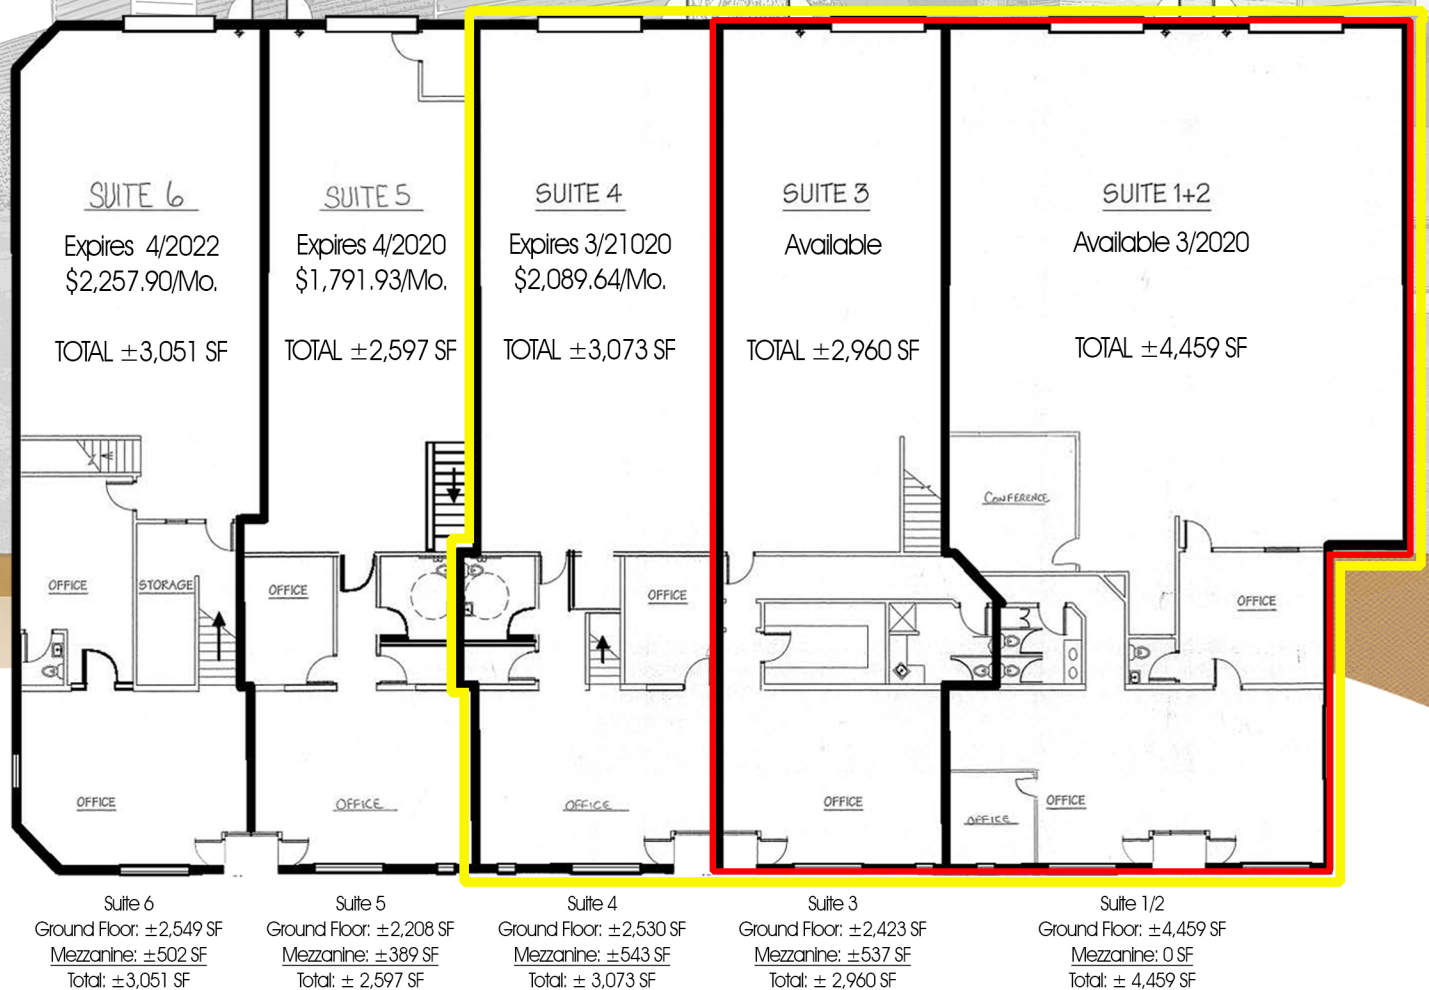 SUITE 6
Expires 4/2022
$2,257.90/Mo.
TOTAL ±3,051 SF
SUITE 5
Expires 4/2020
$1,791.93/Mo.
TOTAL ±2,597 SF
SUITE 4
Expires 3/21020
$2,089.64/Mo.
TOTAL ±3,073 SF
SUITE 3
Available
TOTAL ±2,960 SF
SUITE 1+2
Available 3/2020
TOTAL ±4,459 SF
CONFERENCE
OFFICE
STORAGE
OFFICE
OFFICE
OFFICE
OFFICE
OFFICE
OFFICE
OFFICE
OFFICE
OFFICE
Suite 6
Ground Floor: ±2,549 SF
Mezzanine: ±502 SF
Total: ±3,051 SF
Suite 5
Ground Floor: ±2,208 SF
Mezzanine: ±389 SF
Total: ± 2,597 SF
Suite 4
Ground Floor: ±2,530 SF
Mezzanine: ±543 SF
Total: ± 3,073 SF
Suite 3
Ground Floor: ±2,423 SF
Mezzanine: ±537 SF
Total: ± 2,960 SF
Suite 1/2
Ground Floor: ±4,459 SF
Mezzanine: 0 SF
Total: ± 4,459 SF